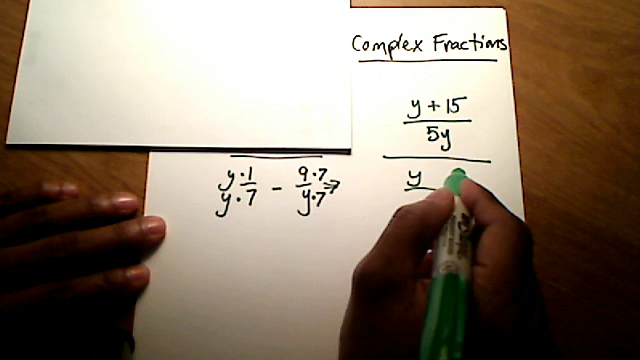 Complex Fractions
y + 15
5y
y · 1
y · 7
-
9 · 7
y · 7
⇒
y